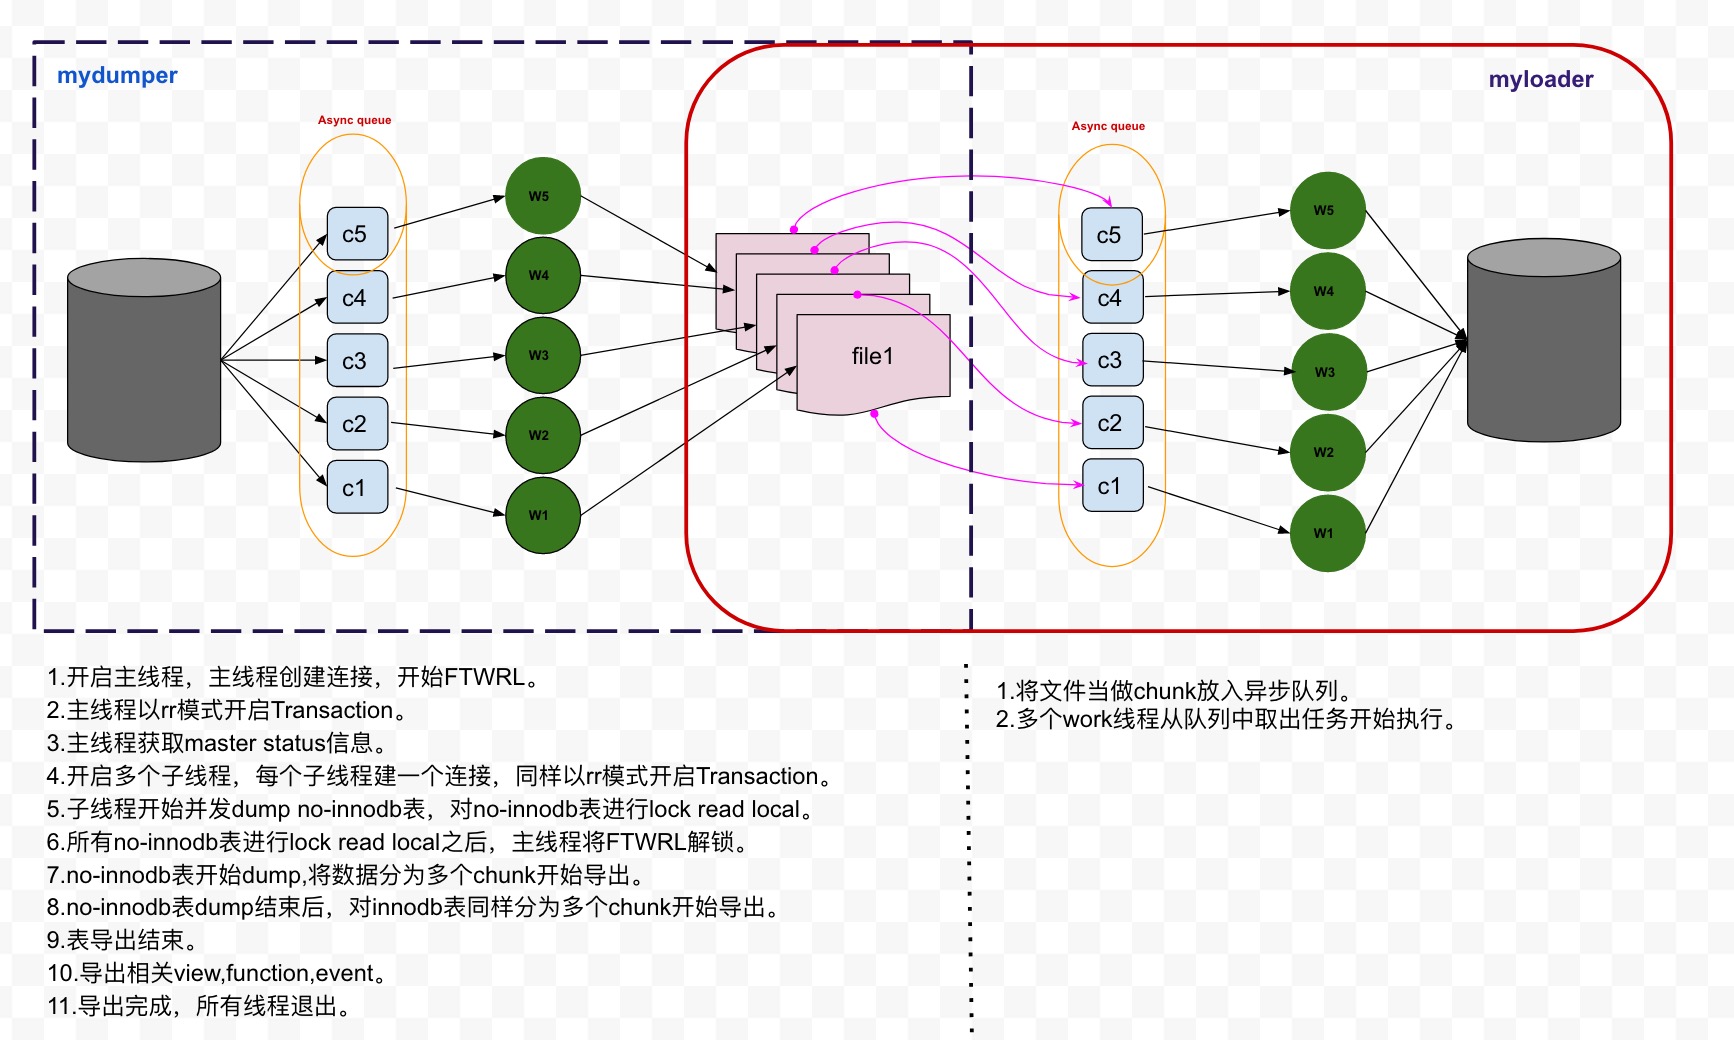 mydumper
myloader
Async queue
c5
c4
c3
c2
c1
W5
W4
W3
W2
W1
file1
Async queue
c5
c4
c3
c2
c1
W5
W4
W3
W2
W1
1.开启主线程，主线程创建连接，开始FTWRL。
2.主线程以rr模式开启Transaction。
3.主线程获取master status信息。
4.开启多个子线程，每个子线程建一个连接，同样以rr模式开启Transaction。
5.子线程开始并发dump no-innodb表，对no-innodb表进行lock read local。
6.所有no-innodb表进行lock read local之后，主线程将FTWRL解锁。
7.no-innodb表开始dump,将数据分为多个chunk开始导出。
8.no-innodb表dump结束后，对innodb表同样分为多个chunk开始导出。
9.表导出结束。
10.导出相关view,function,event。
11.导出完成，所有线程退出。
1.将文件当做chunk放入异步队列。
2.多个work线程从队列中取出任务开始执行。